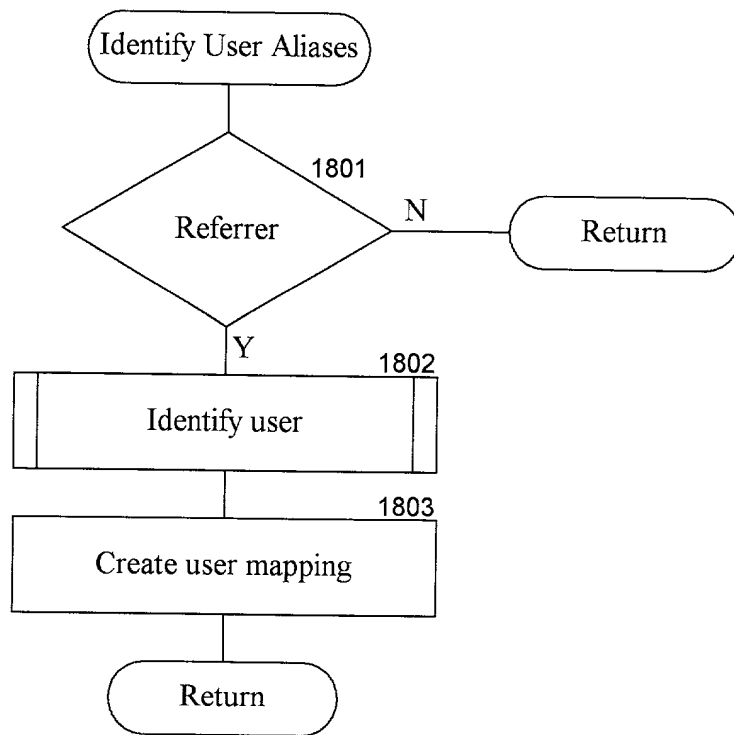 Identify User Aliases
1801
Referrer
N
Return
Y
1802
Identify user
1803
Create user mapping
Return